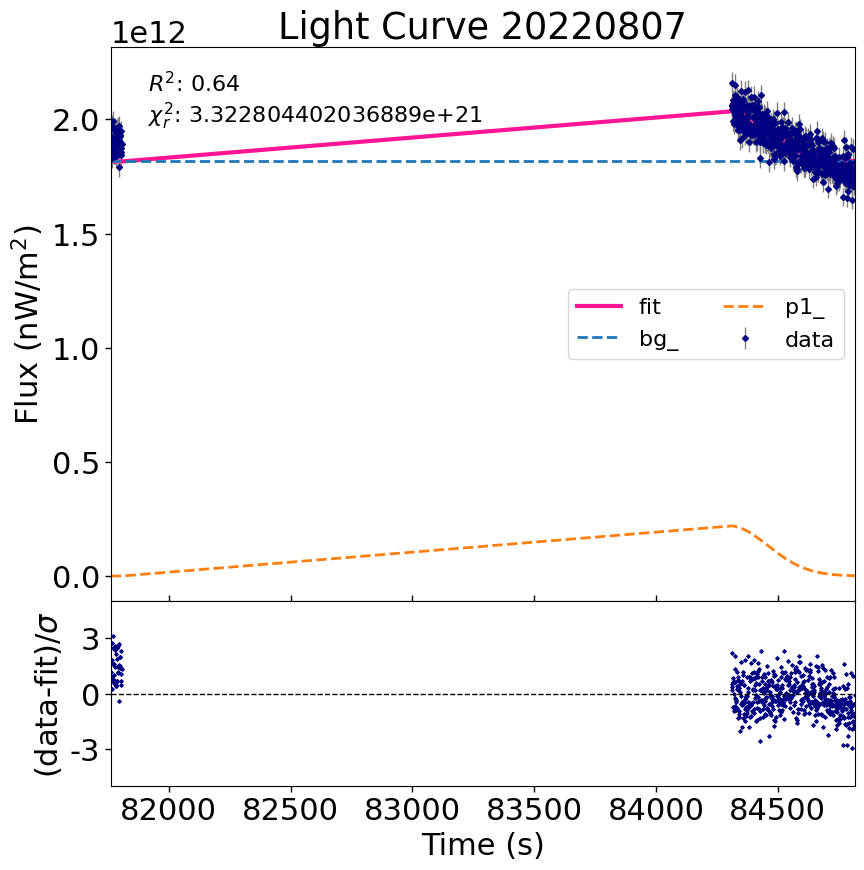 Light Curve 20220807
1e12
R²: 0.64
χ²ᵣ: 3.322804402036889e+21
2.0
1.5
1.0
0.5
0.0
Flux (nW/m²)
fit
bg_
p1_
data
3
0
-3
(data-fit)/σ
82000 82500 83000 83500 84000 84500
Time (s)